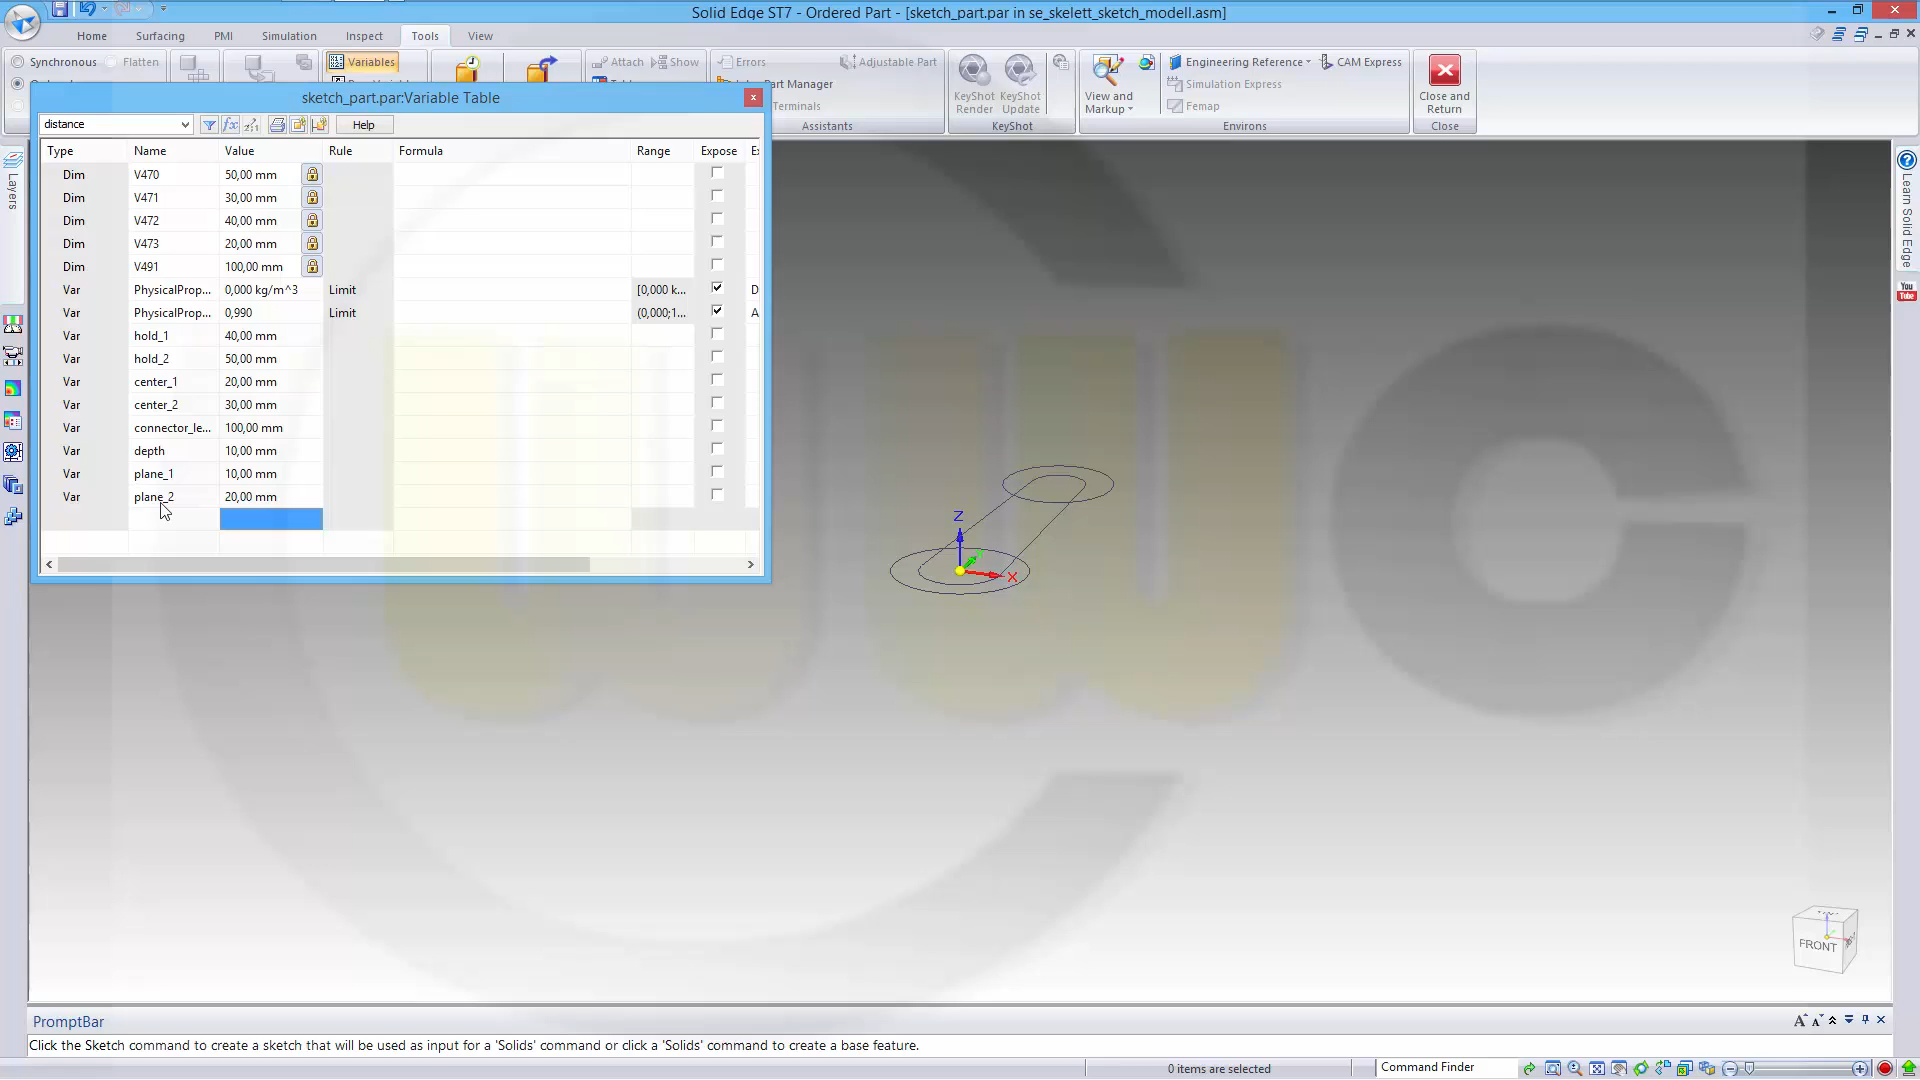 Solid Edge ST7 - Ordered Part - [sketch_part.par in se_skelett_sketch_modell.asm]
Home Surfacing PMI Simulation Inspect Tools View
Synchronous Flatten Variables Attach Show Errors Adjustable Part Engineering Reference CAM Express
Part Manager Simulation Express
Terminals Femap
KeyShot Render KeyShot Update View and Markup Close and Return
Assistants KeyShot Environs Close
sketch_part.par:Variable Table
distance Help
Type Name Value Rule Formula Range Expose
Dim V470 50,00 mm
Dim V471 30,00 mm
Dim V472 40,00 mm
Dim V473 20,00 mm
Dim V491 100,00 mm
Var PhysicalProp... 0,000 kg/m^3 Limit [0,000 k... D
Var PhysicalProp... 0,990 Limit (0,000;1... A
Var hold_1 40,00 mm
Var hold_2 50,00 mm
Var center_1 20,00 mm
Var center_2 30,00 mm
Var connector_le... 100,00 mm
Var depth 10,00 mm
Var plane_1 10,00 mm
Var plane_2 20,00 mm
Layers
Learn Solid Edge
You Tube
Z
X
FRONT
PromptBar
Click the Sketch command to create a sketch that will be used as input for a 'Solids' command or click a 'Solids' command to create a base feature.
0 items are selected Command Finder